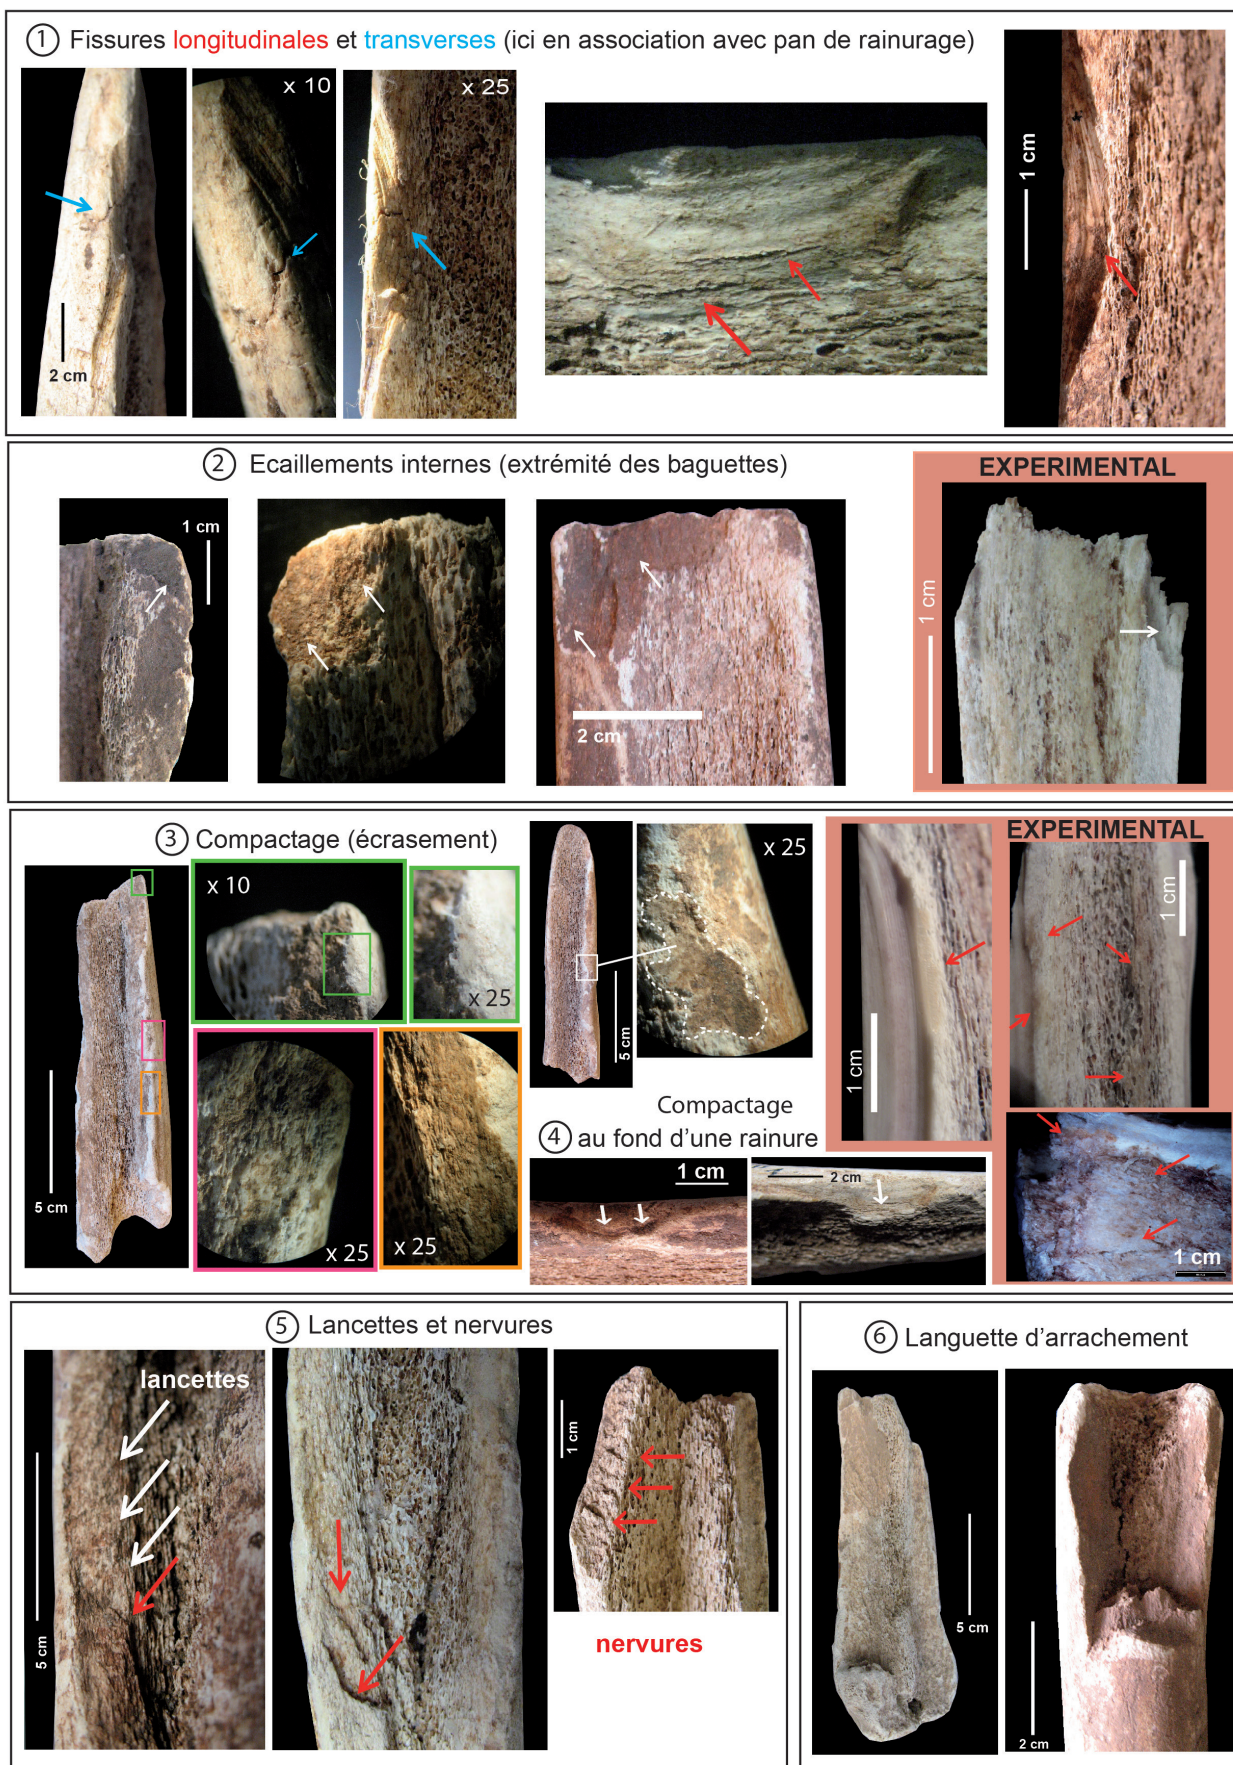 1 Fissures longitudinales et transverses (ici en association avec pan de rainurage)
x 10
x 25
2 cm
1 cm
2 Ecaillements internes (extrémité des baguettes)
EXPERIMENTAL
1 cm
2 cm
1 cm
3 Compactage (écrasement)
EXPERIMENTAL
x 10
x 25
x 25
5 cm
x 25
x 25
5 cm
1 cm
1 cm
1 cm
Compactage
4 au fond d'une rainure
1 cm
2 cm
5 Lancettes et nervures
lancettes
5 cm
1 cm
nervures
6 Languette d'arrachement
5 cm
2 cm